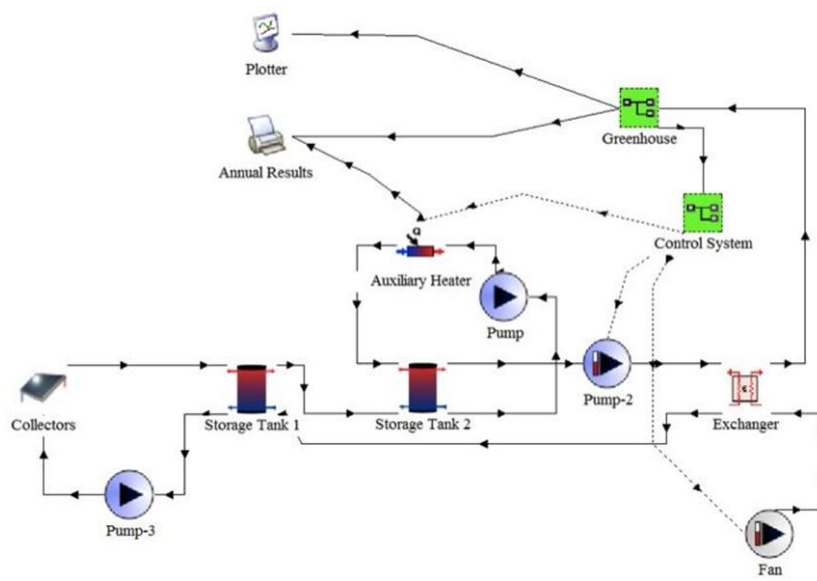 Plotter
Greenhouse
Annual Results
Control System
Q
Auxiliary Heater
Pump
Collectors
Storage Tank 1
Storage Tank 2
Pump-2
Exchanger
ε
Pump-3
Fan